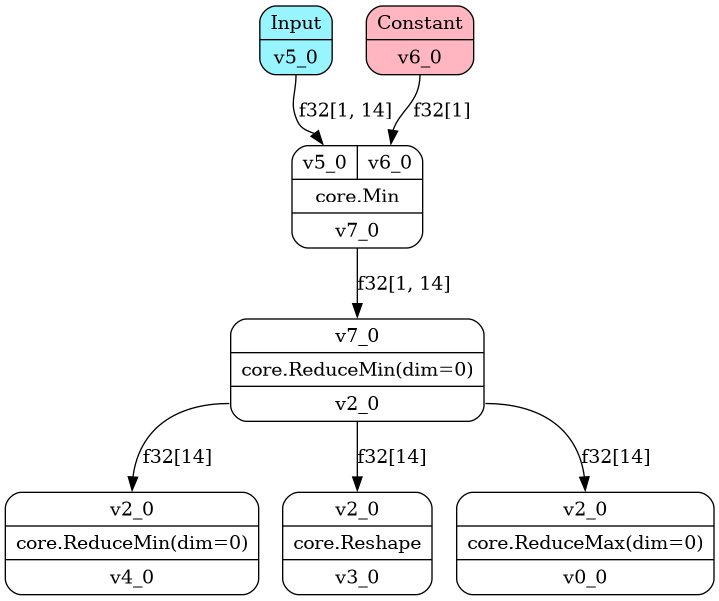 Input
v5_0
Constant
v6_0
f32[1, 14]
f32[1]
v5_0 v6_0
core.Min
v7_0
f32[1, 14]
v7_0
core.ReduceMin(dim=0)
v2_0
f32[14]
f32[14]
f32[14]
v2_0
core.ReduceMin(dim=0)
v4_0
v2_0
core.Reshape
v3_0
v2_0
core.ReduceMax(dim=0)
v0_0